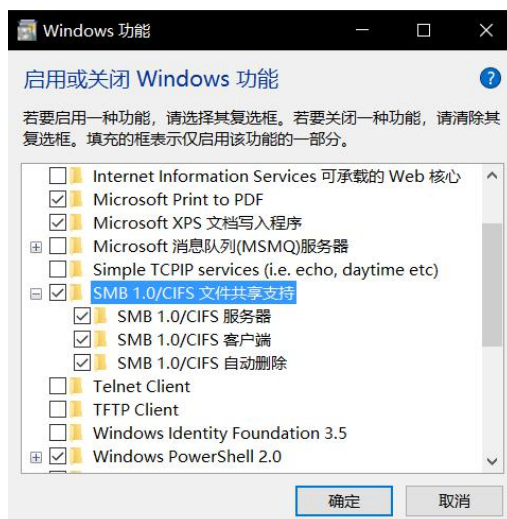 Windows 功能
启用或关闭 Windows 功能
?
若要启用一种功能，请选择其复选框。若要关闭一种功能，请清除其
复选框。填充的框表示仅启用该功能的一部分。
Internet Information Services 可承载的 Web 核心
Microsoft Print to PDF
Microsoft XPS 文档写入程序
Microsoft 消息队列(MSMQ)服务器
Simple TCPIP services (i.e. echo, daytime etc)
SMB 1.0/CIFS 文件共享支持
SMB 1.0/CIFS 服务器
SMB 1.0/CIFS 客户端
SMB 1.0/CIFS 自动删除
Telnet Client
TFTP Client
Windows Identity Foundation 3.5
Windows PowerShell 2.0
确定
取消